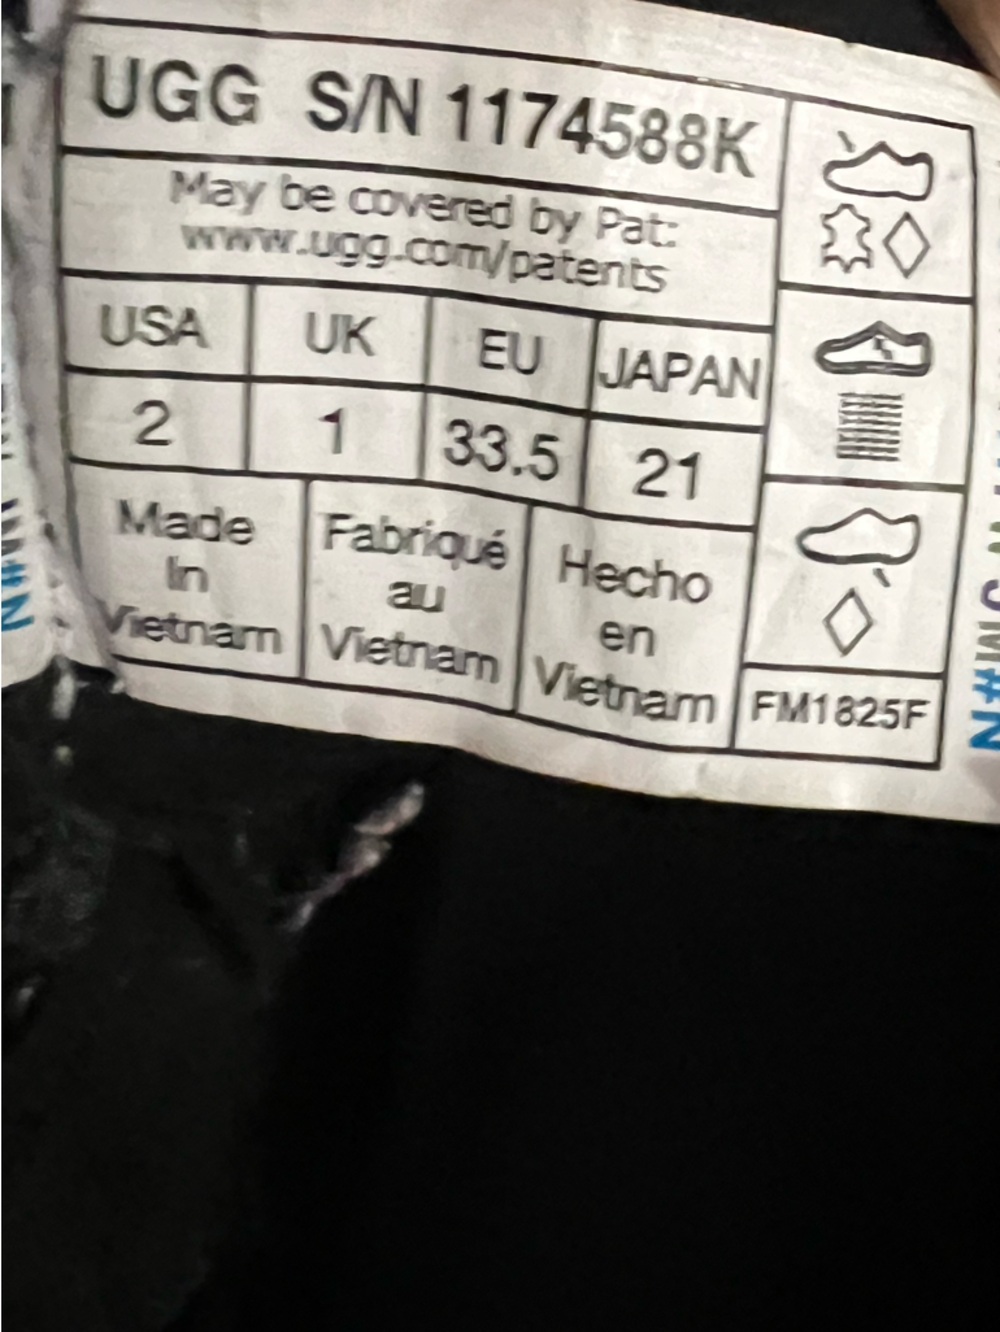 UGG S/N 1174588K
May be covered by Pat:
www.ugg.com/patents
USA UK EU JAPAN
2 1 33.5 21
Made
In
Vietnam
Fabriqué
au
Vietnam
Hecho
en
Vietnam
FM1825F